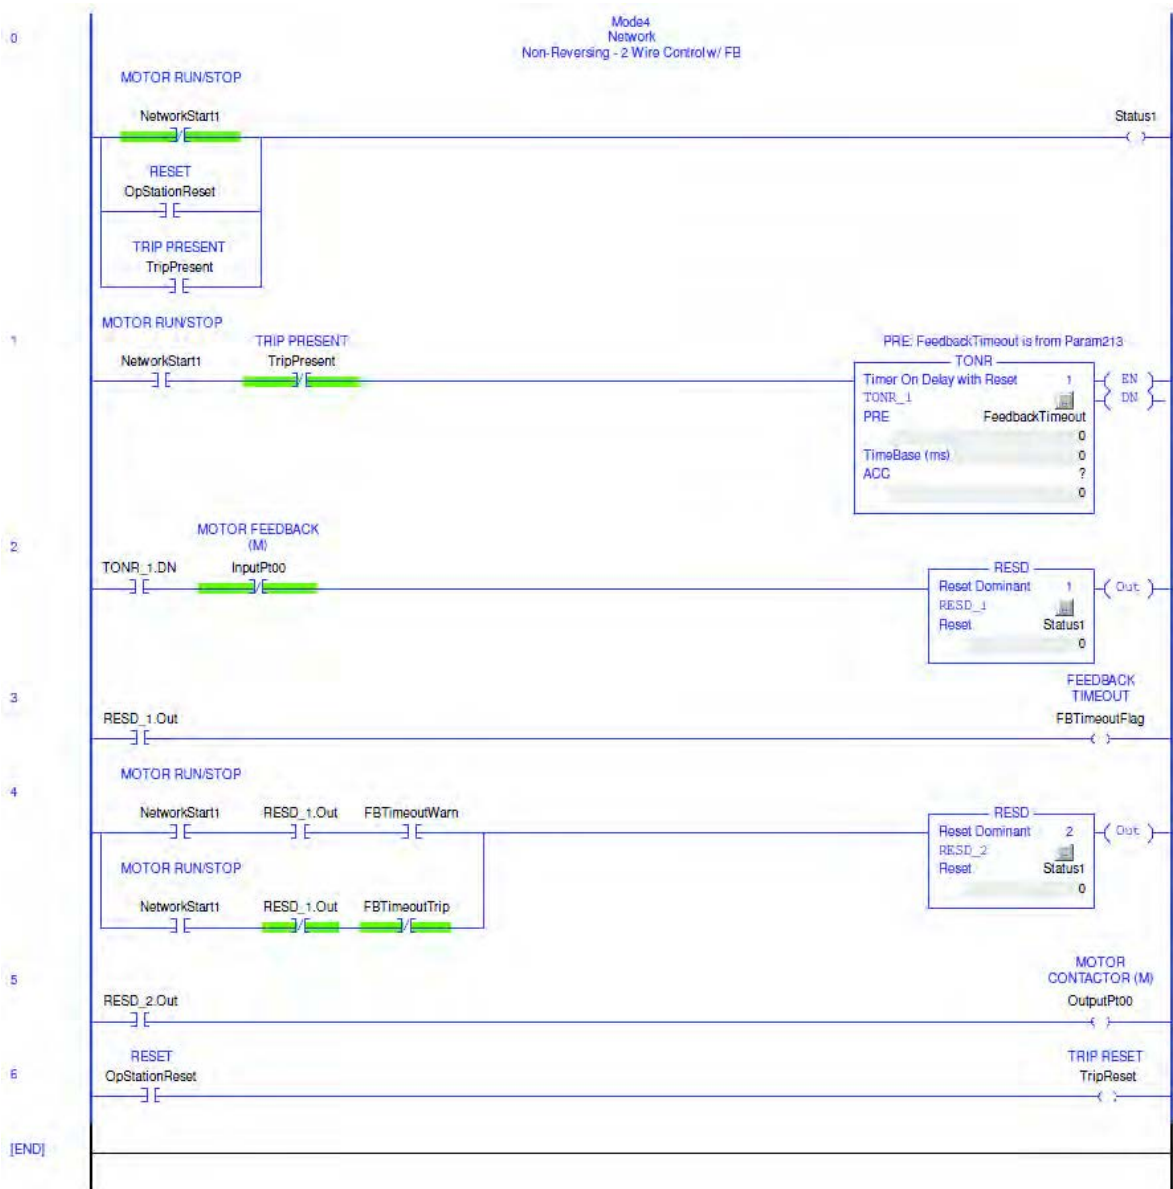 Mode4
Network
Non-Reversing - 2 Wire Control w/ FB
0
MOTOR RUN/STOP
NetworkStart1
Status1
RESET
OpStationReset
TRIP PRESENT
TripPresent
1
MOTOR RUN/STOP
NetworkStart1
TRIP PRESENT
TripPresent
PRE: FeedbackTimeout is from Param213
TONR
Timer On Delay with Reset 1
TONR_1
PRE FeedbackTimeout
0
TimeBase (ms) 0
ACC ?
0
EN
DN
2
MOTOR FEEDBACK
(M)
TONR_1.DN InputPt00
RESD
Reset Dominant 1
RESD_1
Reset Status1
0
Out
3
RESD_1.Out
FEEDBACK
TIMEOUT
FBTimeoutFlag
4
MOTOR RUN/STOP
NetworkStart1 RESD_1.Out FBTimeoutWarn
MOTOR RUN/STOP
NetworkStart1 RESD_1.Out FBTimeoutTrip
RESD
Reset Dominant 2
RESD_2
Reset Status1
0
Out
5
RESD_2.Out
MOTOR
CONTACTOR (M)
OutputPt00
6
RESET
OpStationReset
TRIP RESET
TripReset
[END]